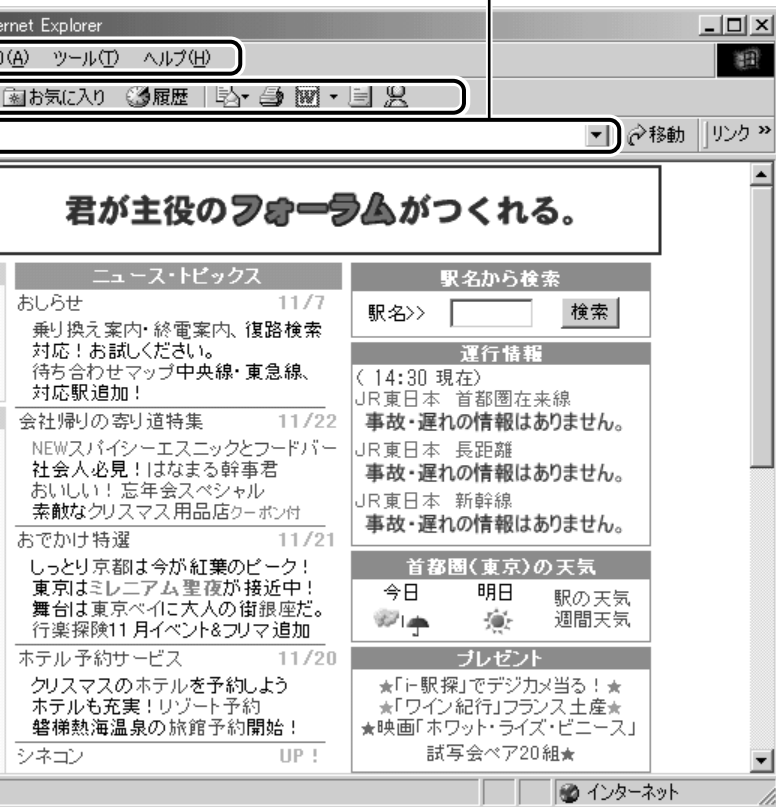 ernet Explorer
(A) ツール(T) ヘルプ(H)
お気に入り 履歴
移動 リンク »
君が主役のフォーラムがつくれる。
ニュース・トピックス
おしらせ 11/7
乗り換え案内・終電案内、復路検索
対応！お試しください。
待ち合わせマップ中央線・東急線、
対応駅追加！
会社帰りの寄り道特集 11/22
NEWスパイシーエスニックとフードバー
社会人必見！はなまる幹事君
おいしい！忘年会スペシャル
素敵なクリスマス用品店クーポン付
おでかけ特選 11/21
しっとり京都は今が紅葉のピーク！
東京はミレニアム聖夜が接近中！
舞台は東京ベイに大人の街銀座だ。
行楽探険11月イベント&フリマ追加
ホテル予約サービス 11/20
クリスマスのホテルを予約しよう
ホテルも充実！リゾート予約
磐梯熱海温泉の旅館予約開始！
シネコン UP！
駅名から検索
駅名>> 検索
運行情報
( 14:30 現在)
JR東日本 首都圏在来線
事故・遅れの情報はありません。
JR東日本 長距離
事故・遅れの情報はありません。
JR東日本 新幹線
事故・遅れの情報はありません。
首都圏(東京)の天気
今日 明日 駅の天気
週間天気
プレゼント
★「i-駅探」でデジカメ当る！★
★「ワイン紀行」フランス土産★
★映画「ホワット・ライズ・ビニース」
試写会ペア20組★
インターネット